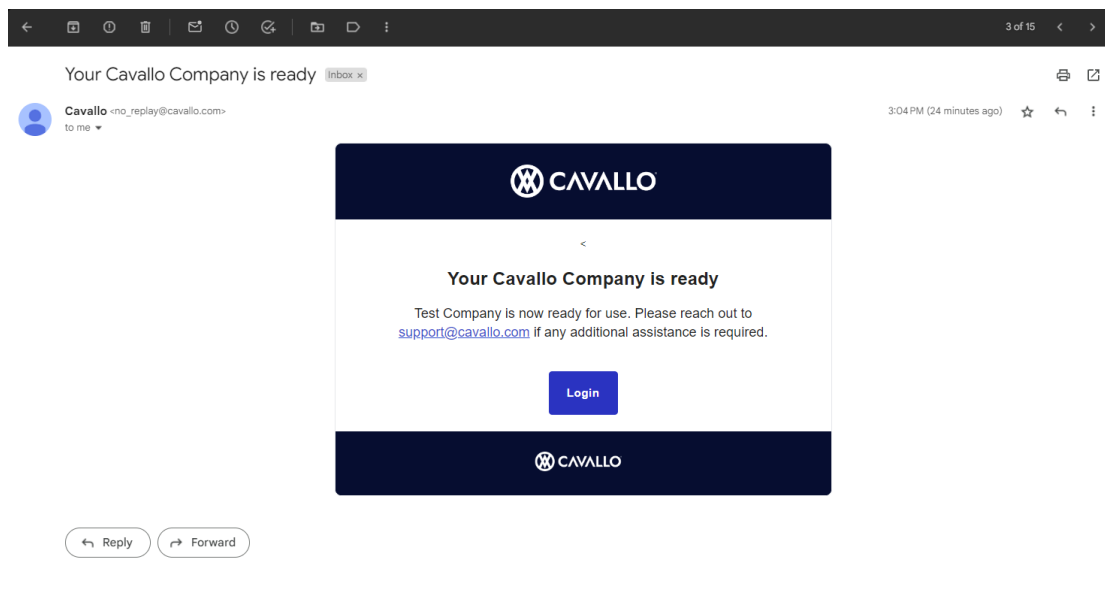 3 of 15
Your Cavallo Company is ready Inbox ×
Cavallo <no_replay@cavallo.com>
3:04 PM (24 minutes ago)
to me
CAVALLO
<
Your Cavallo Company is ready
Test Company is now ready for use. Please reach out to
support@cavallo.com if any additional assistance is required.
Login
CAVALLO
Reply
Forward